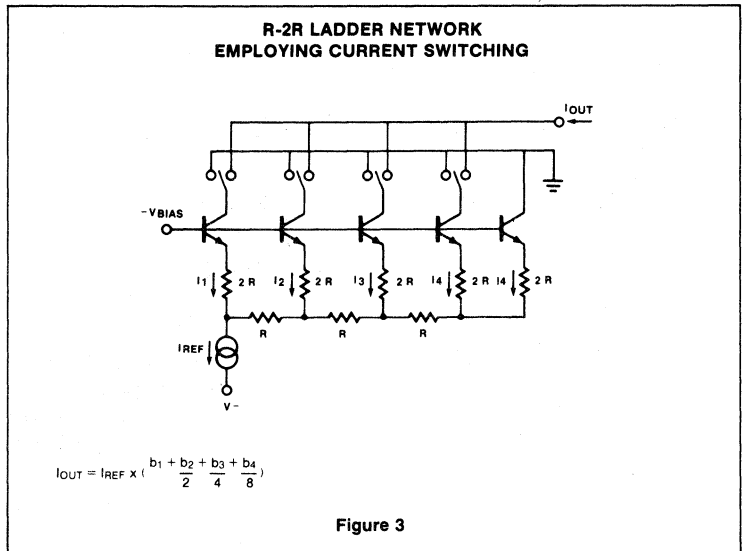 R-2R LADDER NETWORK
EMPLOYING CURRENT SWITCHING
IOUT
-VBIAS
I1 2 R I2 2 R I3 2 R I4 2 R I4 2 R
R R R
IREF
V-
IOUT = IREF x ( b1 + b2/2 + b3/4 + b4/8 )
Figure 3